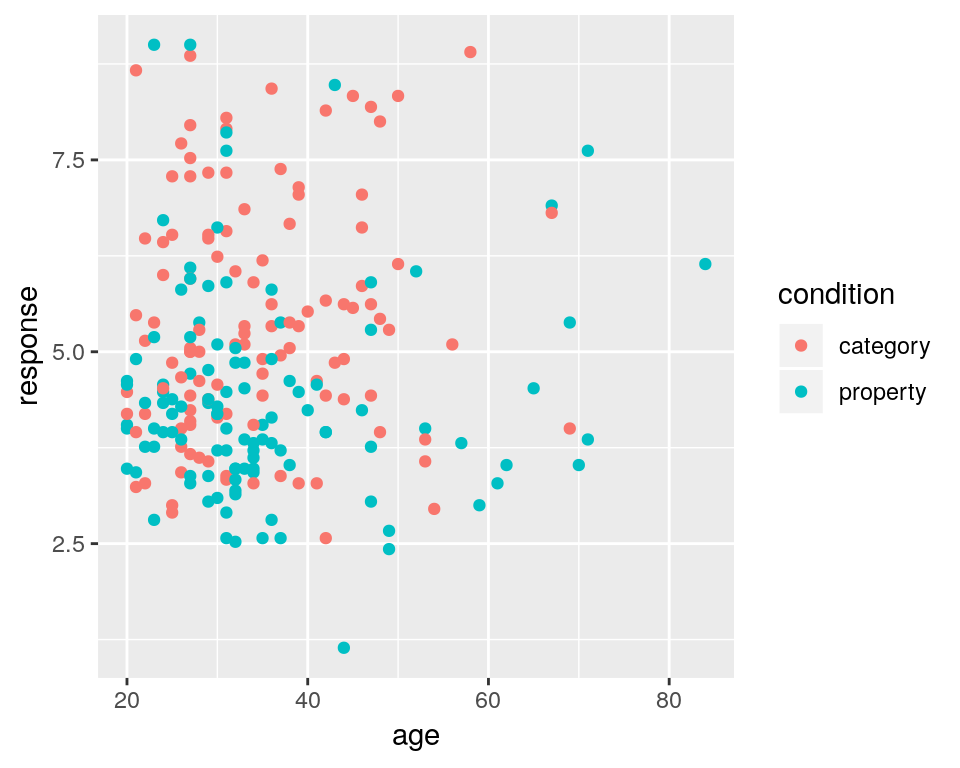 7.5
5.0
2.5
response
20 40 60 80
age
condition
category
property